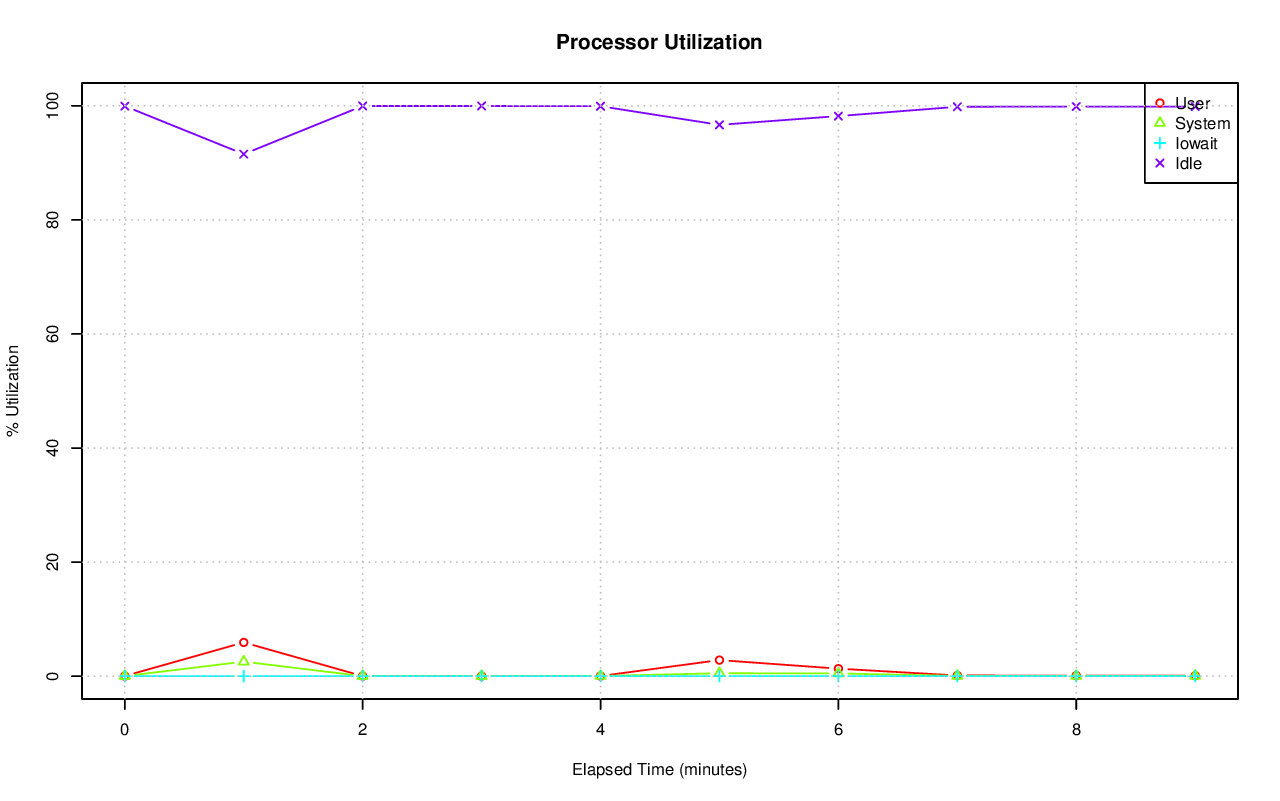 Processor Utilization
100
80
60
40
20
0
% Utilization
User
System
Iowait
Idle
0 2 4 6 8
Elapsed Time (minutes)